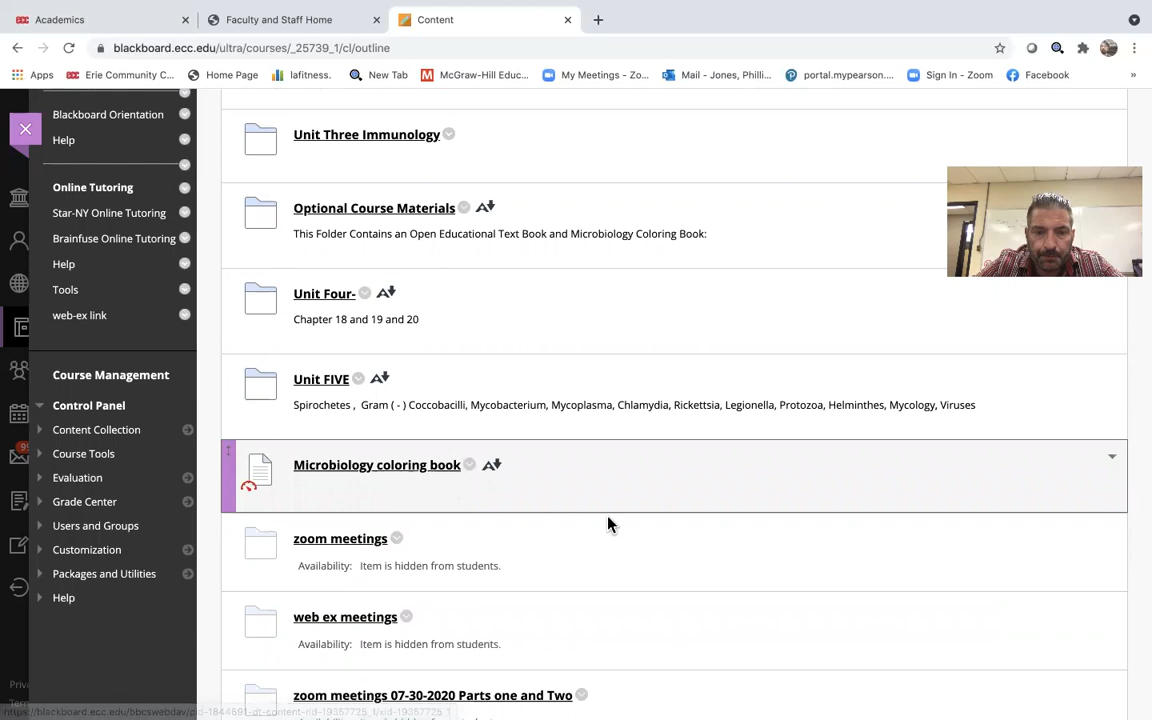 ecc Academics
Faculty and Staff Home
Content
blackboard.ecc.edu/ultra/courses/_25739_1/cl/outline
Apps
ecc Erie Community C...
Home Page
lafitness.
New Tab
McGraw-Hill Educ...
My Meetings - Zo...
Mail - Jones, Philli...
portal.mypearson....
Sign In - Zoom
Facebook
»
Blackboard Orientation
Help
Online Tutoring
Star-NY Online Tutoring
Brainfuse Online Tutoring
Help
Tools
web-ex link
Course Management
Control Panel
Content Collection
Course Tools
Evaluation
Grade Center
Users and Groups
Customization
Packages and Utilities
Help
Unit Three Immunology
Optional Course Materials
This Folder Contains an Open Educational Text Book and Microbiology Coloring Book:
Unit Four-
Chapter 18 and 19 and 20
Unit FIVE
Spirochetes , Gram ( - ) Coccobacilli, Mycobacterium, Mycoplasma, Chlamydia, Rickettsia, Legionella, Protozoa, Helminthes, Mycology, Viruses
Microbiology coloring book
zoom meetings
Availability: Item is hidden from students.
web ex meetings
Availability: Item is hidden from students.
zoom meetings 07-30-2020 Parts one and Two